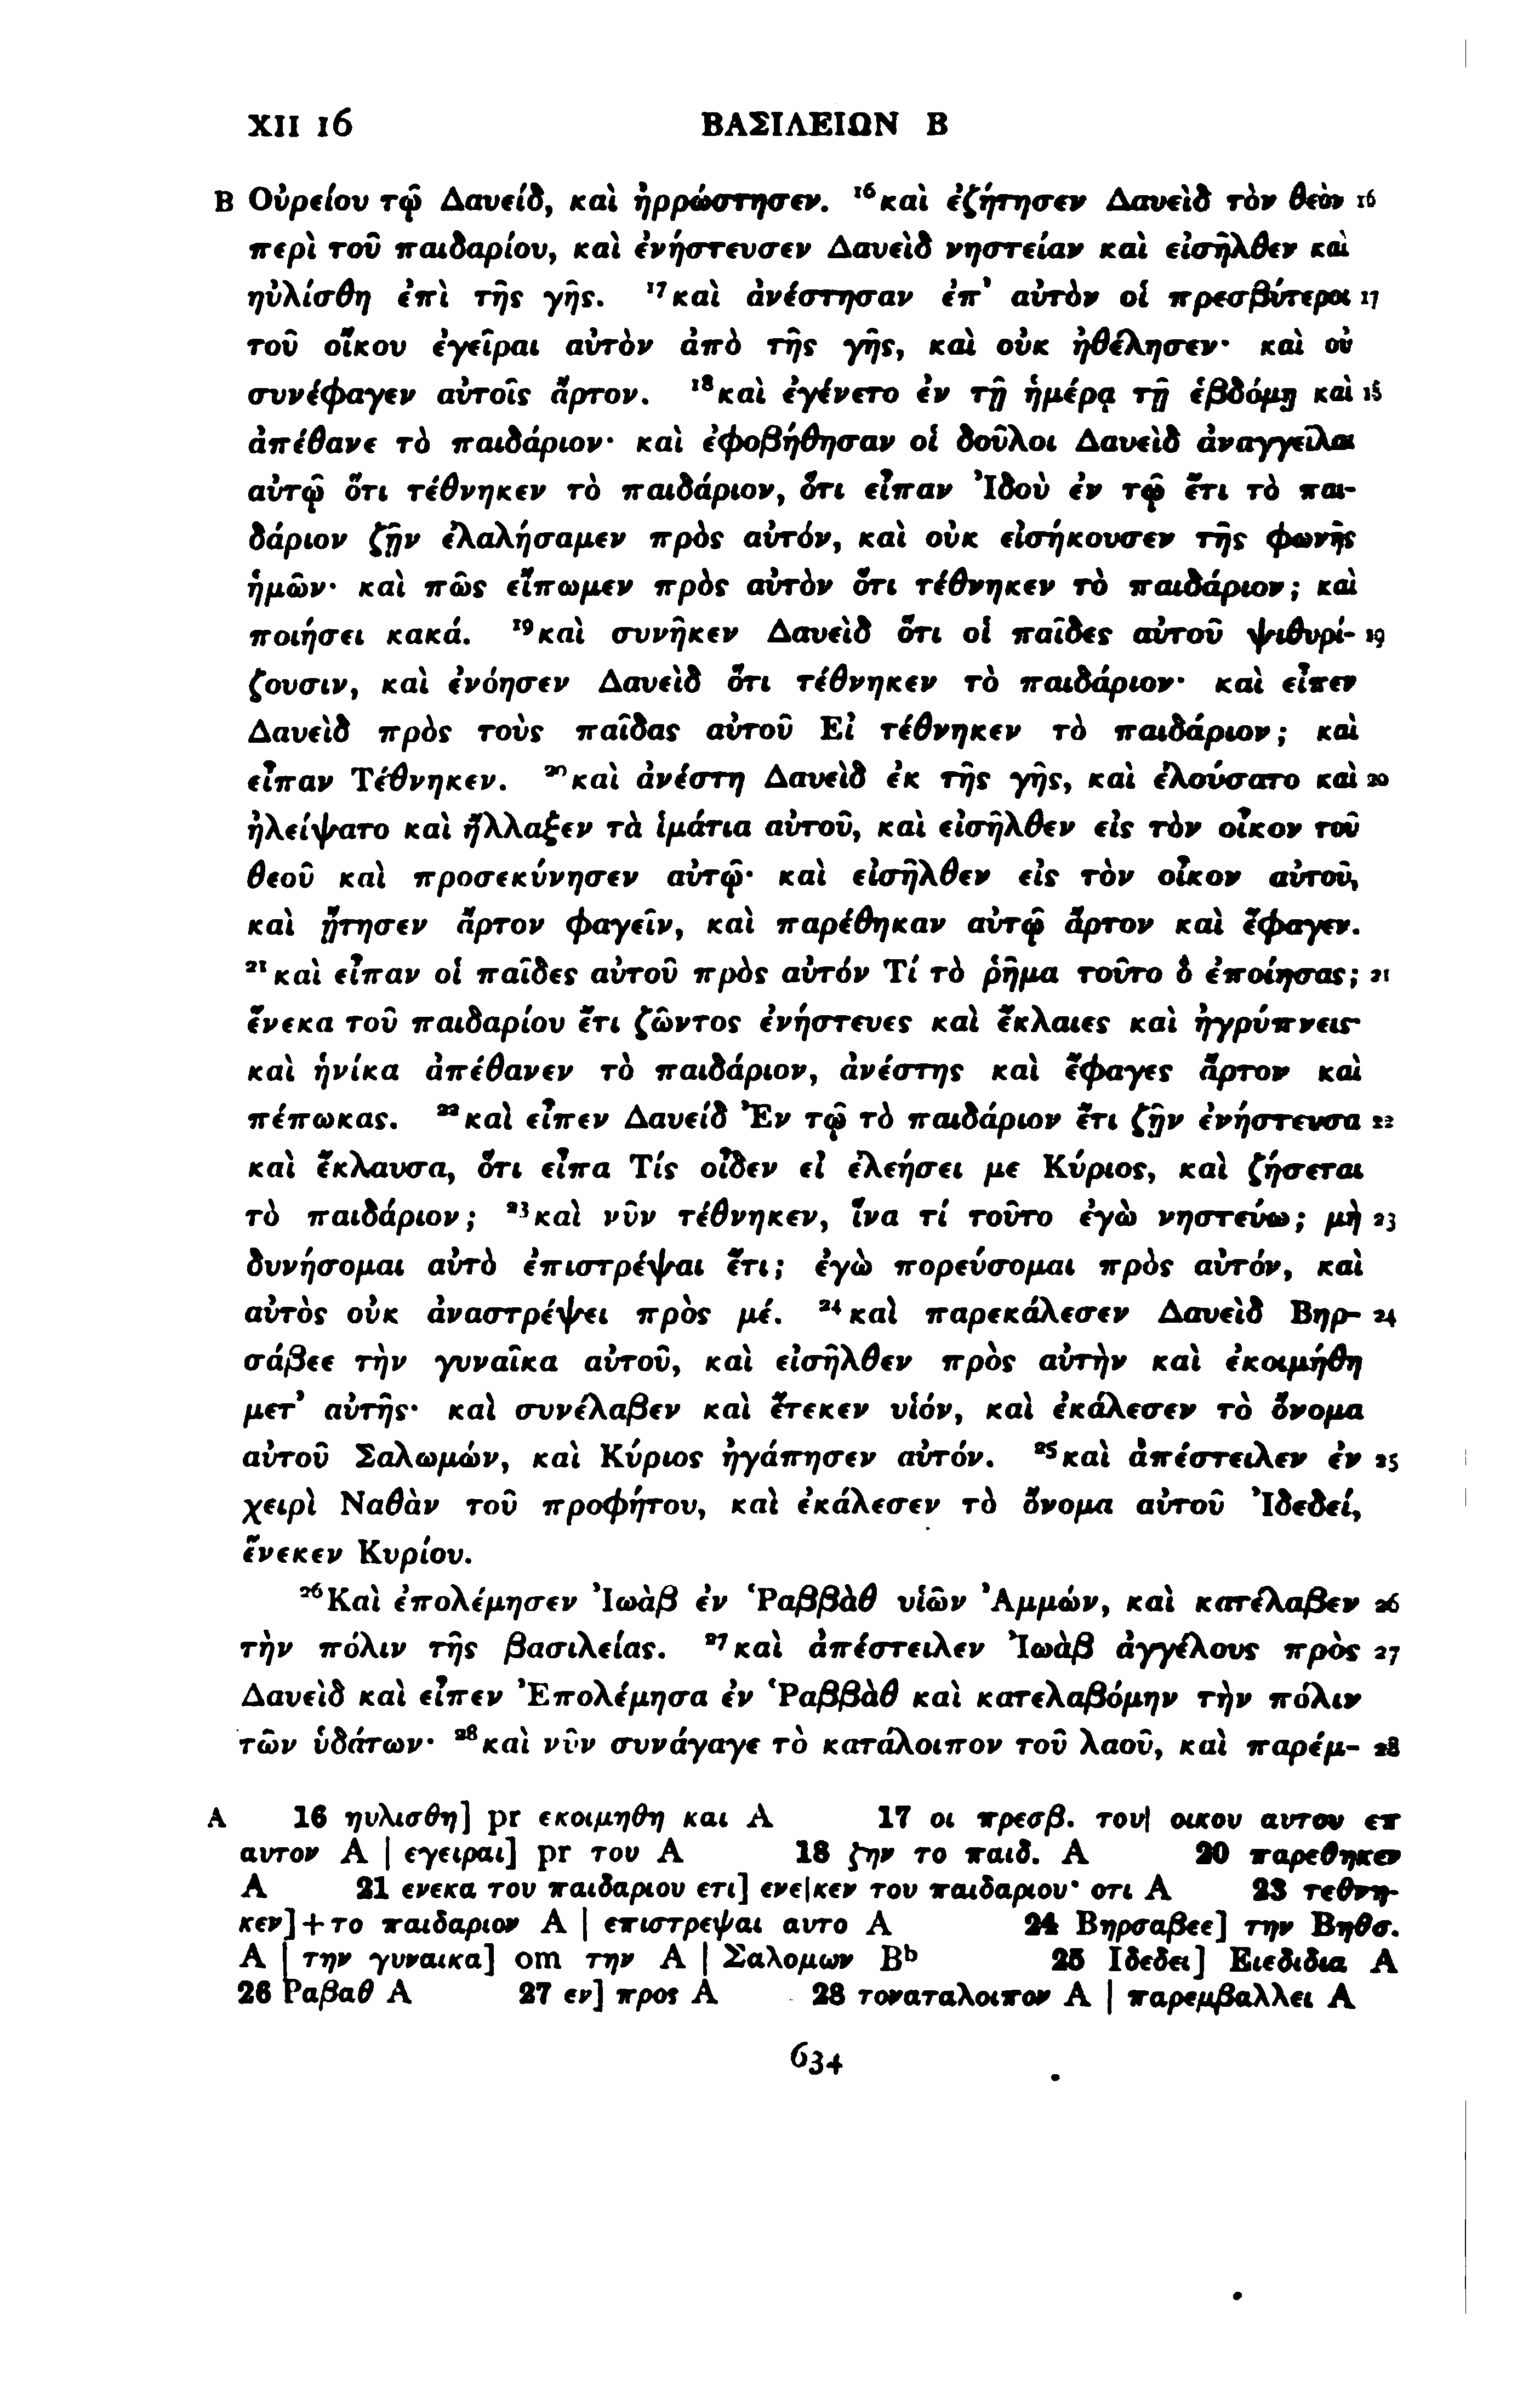 XII 16 ΒΑΣΙΛΕΙΩΝ Β
B Οὐρείου τῷ Δαυείδ, καὶ ἠρρώστησεν. ¹⁶καὶ ἐζήτησεν Δαυεὶδ τὸν θεὸν 16
περὶ τοῦ παιδαρίου, καὶ ἐνήστευσεν Δαυεὶδ νηστείαν καὶ εἰσῆλθεν καὶ
ηὐλίσθη ἐπὶ τῆς γῆς. ¹⁷καὶ ἀνέστησαν ἐπ᾽ αὐτὸν οἱ πρεσβύτεροι 17
τοῦ οἴκου ἐγεῖραι αὐτὸν ἀπὸ τῆς γῆς, καὶ οὐκ ἠθέλησεν· καὶ οὐ
συνέφαγεν αὐτοῖς ἄρτον. ¹⁸καὶ ἐγένετο ἐν τῇ ἡμέρᾳ τῇ ἑβδόμῃ καὶ 18
ἀπέθανε τὸ παιδάριον· καὶ ἐφοβήθησαν οἱ δοῦλοι Δαυεὶδ ἀναγγεῖλαι
αὐτῷ ὅτι τέθνηκεν τὸ παιδάριον, ὅτι εἶπαν Ἰδοὺ ἐν τῷ ἔτι τὸ παι-
δάριον ζῇν ἐλαλήσαμεν πρὸς αὐτόν, καὶ οὐκ εἰσήκουσεν τῆς φωνῆς
ἡμῶν· καὶ πῶς εἴπωμεν πρὸς αὐτὸν ὅτι τέθνηκεν τὸ παιδάριον; καὶ
ποιήσει κακά. ¹⁹καὶ συνῆκεν Δαυεὶδ ὅτι οἱ παῖδες αὐτοῦ ψιθυρί- 19
ζουσιν, καὶ ἐνόησεν Δαυεὶδ ὅτι τέθνηκεν τὸ παιδάριον· καὶ εἶπεν
Δαυεὶδ πρὸς τοὺς παῖδας αὐτοῦ Εἰ τέθνηκεν τὸ παιδάριον; καὶ
εἶπαν Τέθνηκεν. ²⁰καὶ ἀνέστη Δαυεὶδ ἐκ τῆς γῆς, καὶ ἐλούσατο καὶ 20
ἠλείψατο καὶ ἤλλαξεν τὰ ἱμάτια αὐτοῦ, καὶ εἰσῆλθεν εἰς τὸν οἶκον τοῦ
θεοῦ καὶ προσεκύνησεν αὐτῷ· καὶ εἰσῆλθεν εἰς τὸν οἶκον αὐτοῦ,
καὶ ᾔτησεν ἄρτον φαγεῖν, καὶ παρέθηκαν αὐτῷ ἄρτον καὶ ἔφαγεν.
²¹καὶ εἶπαν οἱ παῖδες αὐτοῦ πρὸς αὐτόν Τί τὸ ῥῆμα τοῦτο ὃ ἐποίησας; 21
ἕνεκα τοῦ παιδαρίου ἔτι ζῶντος ἐνήστευες καὶ ἔκλαιες καὶ ἠγρύπνεις·
καὶ ἡνίκα ἀπέθανεν τὸ παιδάριον, ἀνέστης καὶ ἔφαγες ἄρτον καὶ
πέπωκας. ²²καὶ εἶπεν Δαυείδ Ἐν τῷ τὸ παιδάριον ἔτι ζῇν ἐνήστευσα 22
καὶ ἔκλαυσα, ὅτι εἶπα Τίς οἶδεν εἰ ἐλεήσει με Κύριος, καὶ ζήσεται
τὸ παιδάριον; ²³καὶ νῦν τέθνηκεν, ἵνα τί τοῦτο ἐγὼ νηστεύω; μὴ 23
δυνήσομαι αὐτὸ ἐπιστρέψαι ἔτι; ἐγὼ πορεύσομαι πρὸς αὐτόν, καὶ
αὐτὸς οὐκ ἀναστρέψει πρὸς μέ. ²⁴καὶ παρεκάλεσεν Δαυεὶδ Βηρ- 24
σάβεε τὴν γυναῖκα αὐτοῦ, καὶ εἰσῆλθεν πρὸς αὐτὴν καὶ ἐκοιμήθη
μετ᾽ αὐτῆς· καὶ συνέλαβεν καὶ ἔτεκεν υἱόν, καὶ ἐκάλεσεν τὸ ὄνομα
αὐτοῦ Σαλωμών, καὶ Κύριος ἠγάπησεν αὐτόν. ²⁵καὶ ἀπέστειλεν ἐν 25
χειρὶ Ναθὰν τοῦ προφήτου, καὶ ἐκάλεσεν τὸ ὄνομα αὐτοῦ Ἰδεδεί,
ἕνεκεν Κυρίου.
²⁶Καὶ ἐπολέμησεν Ἰωὰβ ἐν Ῥαββὰθ υἱῶν Ἀμμών, καὶ κατέλαβεν 26
τὴν πόλιν τῆς βασιλείας. ²⁷καὶ ἀπέστειλεν Ἰωὰβ ἀγγέλους πρὸς 27
Δαυεὶδ καὶ εἶπεν Ἐπολέμησα ἐν Ῥαββὰθ καὶ κατελαβόμην τὴν πόλιν
τῶν ὑδάτων· ²⁸καὶ νῦν συνάγαγε τὸ κατάλοιπον τοῦ λαοῦ, καὶ παρέμ- 28
A 16 ηυλισθη] pr εκοιμηθη και A 17 οι πρεσβ. του| οικου αυτου επ
αυτον A | εγειραι] pr του A 18 ζην το παιδ. A 20 παρεθηκεν
A 21 ενεκα του παιδαριου ετι] ενε|κεν του παιδαριου· οτι A 23 τεθνη-
κεν]+το παιδαριον A | επιστρεψαι αυτο A 24 Βηρσαβεε] την Βηθσ.
A | την γυναικα] om την A | Σαλομων Bᵇ 25 Ιδεδει] Ειεδιδια A
26 Ραβαθ A 27 εν] προς A 28 τοναταλοιπον A | παρεμβαλλει A
634